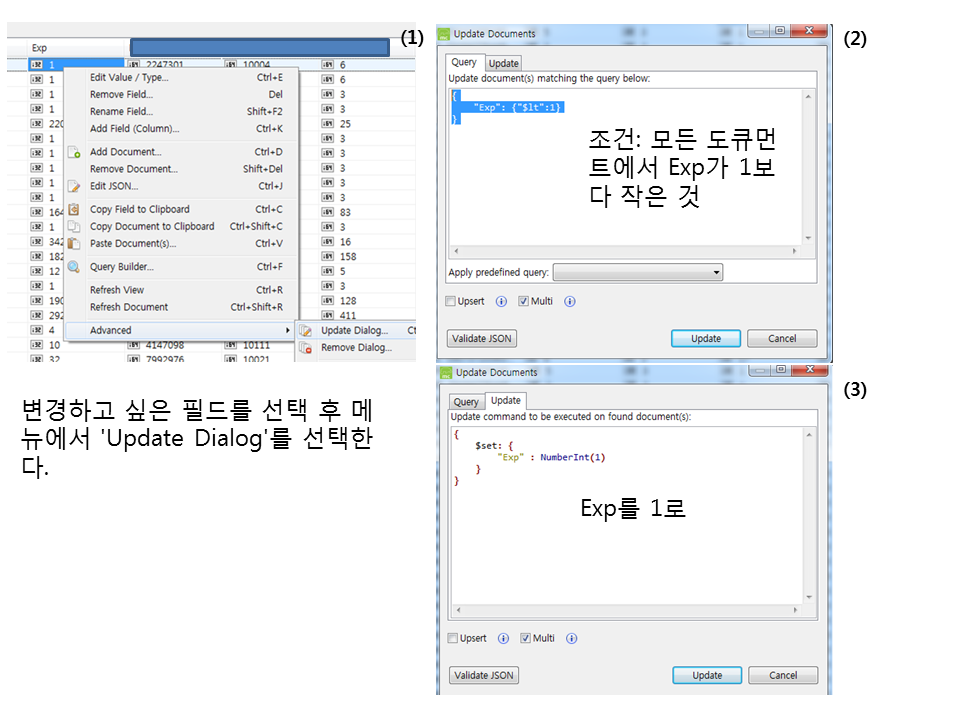 (1)
Exp
1 2247301 10004 6
1 6
1 3
1 3
220 25
1 3
1 3
1 3
1 3
1 3
164 83
1 3
342 16
182 158
12 5
1 3
190 128
292 411
4
10 4147098 10111
32 7992976 10021
Edit Value / Type... Ctrl+E
Remove Field... Del
Rename Field... Shift+F2
Add Field (Column)... Ctrl+K
Add Document... Ctrl+D
Remove Document... Shift+Del
Edit JSON... Ctrl+J
Copy Field to Clipboard Ctrl+C
Copy Document to Clipboard Ctrl+Shift+C
Paste Document(s)... Ctrl+V
Query Builder... Ctrl+F
Refresh View Ctrl+R
Refresh Document Ctrl+Shift+R
Advanced
Update Dialog...
Remove Dialog...
변경하고 싶은 필드를 선택 후 메
뉴에서 'Update Dialog'를 선택한
다.
(2)
Update Documents
Query Update
Update document(s) matching the query below:
{
"Exp": {"$lt":1}
}
조건: 모든 도큐먼
트에서 Exp가 1보
다 작은 것
Apply predefined query:
Upsert Multi
Validate JSON Update Cancel
(3)
Update Documents
Query Update
Update command to be executed on found document(s):
{
$set: {
"Exp" : NumberInt(1)
}
}
Exp를 1로
Upsert Multi
Validate JSON Update Cancel